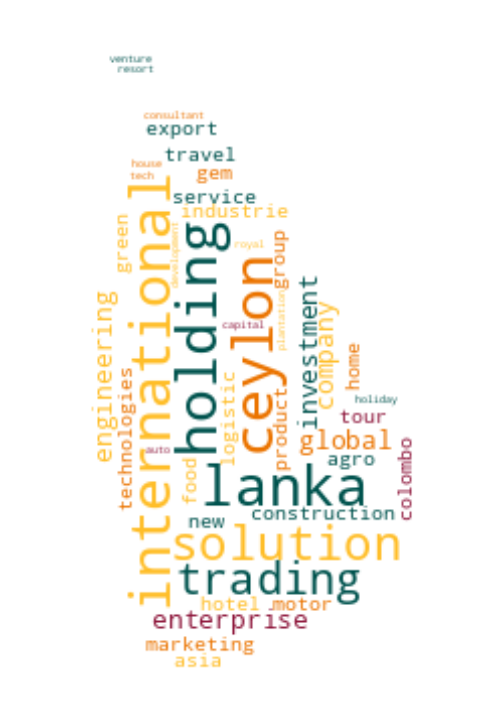 venture
resort
consultant
export
travel
house
tech
gem
service
industrie
international
green
development
holding
royal
group
ceylon
plantation
investment
company
engineering
capital
home
technologies
logistic
product
holiday
tour
global
auto
agro
food
colombo
lanka
new
construction
solution
trading
hotel
motor
enterprise
marketing
asia